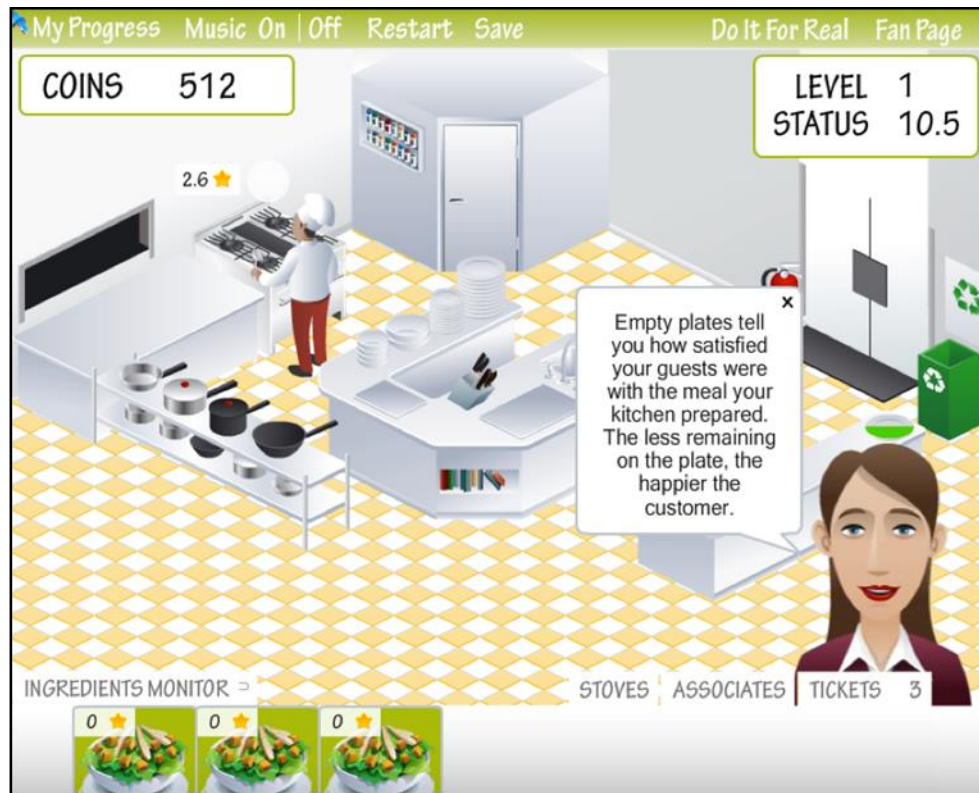 My Progress Music On | Off Restart Save Do It For Real Fan Page
COINS 512
LEVEL 1
STATUS 10.5
2.6
x
Empty plates tell
you how satisfied
your guests were
with the meal your
kitchen prepared.
The less remaining
on the plate, the
happier the
customer.
INGREDIENTS MONITOR
STOVES ASSOCIATES TICKETS 3
0 0 0